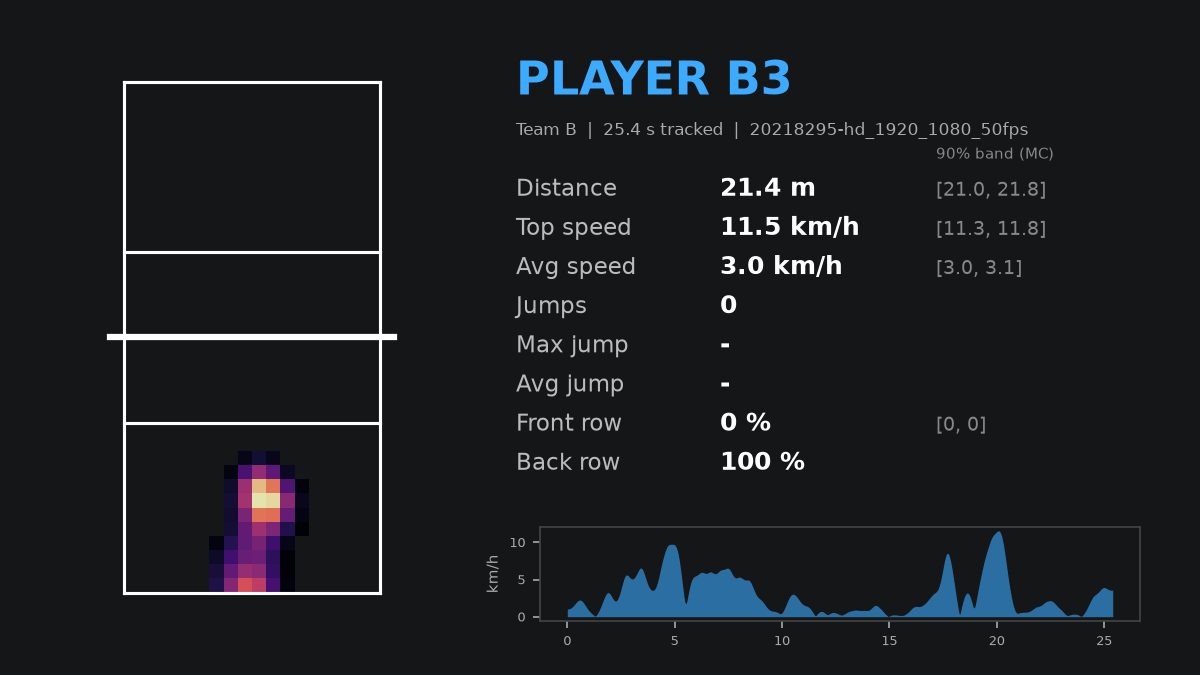 PLAYER B3
Team B | 25.4 s tracked | 20218295-hd_1920_1080_50fps
90% band (MC)
Distance 21.4 m [21.0, 21.8]
Top speed 11.5 km/h [11.3, 11.8]
Avg speed 3.0 km/h [3.0, 3.1]
Jumps 0
Max jump -
Avg jump -
Front row 0 % [0, 0]
Back row 100 %
km/h
10
5
0
0 5 10 15 20 25